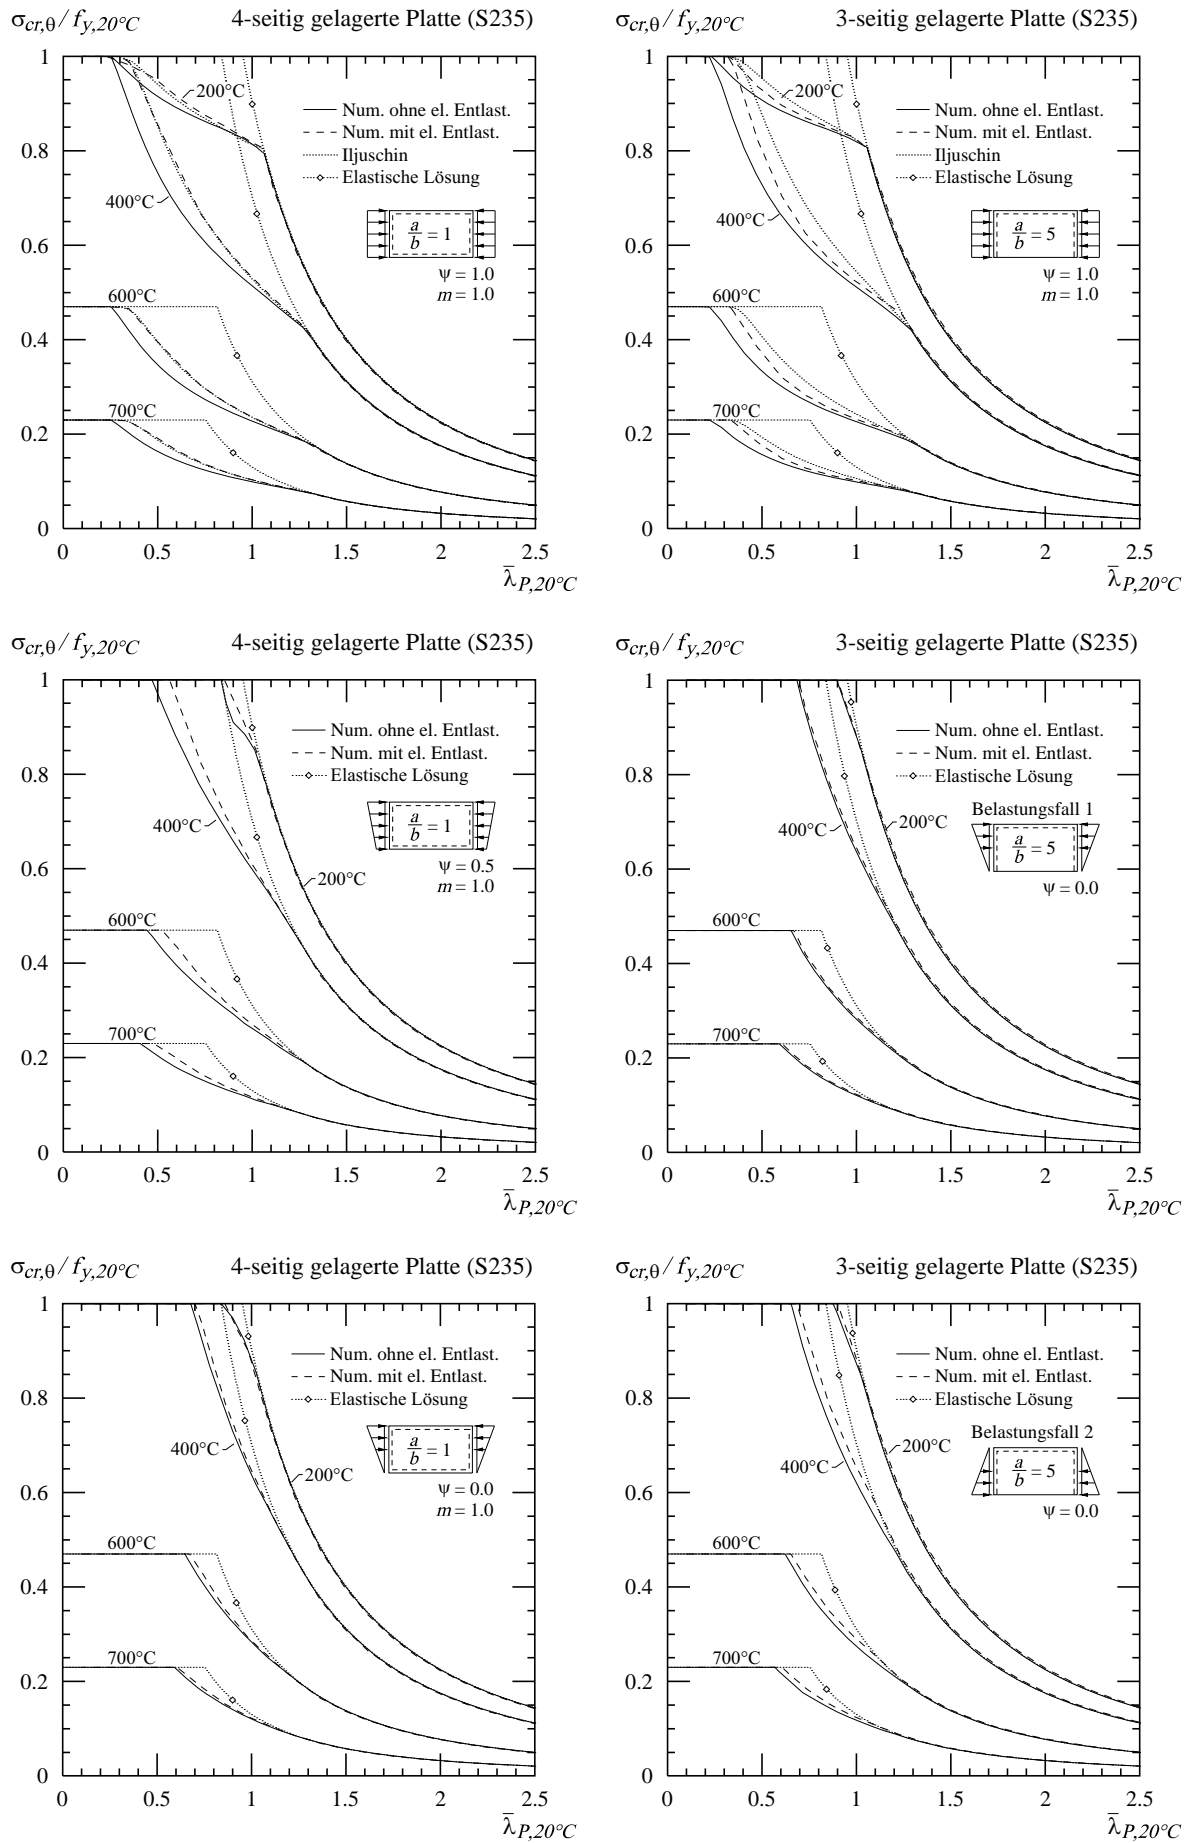 σcr,θ / fy,20°C 4-seitig gelagerte Platte (S235)
1
0.8
0.6
0.4
0.2
0
200°C
400°C
600°C
700°C
Num. ohne el. Entlast.
Num. mit el. Entlast.
Iljuschin
Elastische Lösung
a/b = 1
ψ = 1.0
m = 1.0
0 0.5 1 1.5 2 2.5
λ̅P,20°C
σcr,θ / fy,20°C 3-seitig gelagerte Platte (S235)
1
0.8
0.6
0.4
0.2
0
200°C
400°C
600°C
700°C
Num. ohne el. Entlast.
Num. mit el. Entlast.
Iljuschin
Elastische Lösung
a/b = 5
ψ = 1.0
m = 1.0
0 0.5 1 1.5 2 2.5
λ̅P,20°C
σcr,θ / fy,20°C 4-seitig gelagerte Platte (S235)
1
0.8
0.6
0.4
0.2
0
Num. ohne el. Entlast.
Num. mit el. Entlast.
Elastische Lösung
400°C
200°C
600°C
700°C
a/b = 1
ψ = 0.5
m = 1.0
0 0.5 1 1.5 2 2.5
λ̅P,20°C
σcr,θ / fy,20°C 3-seitig gelagerte Platte (S235)
1
0.8
0.6
0.4
0.2
0
Num. ohne el. Entlast.
Num. mit el. Entlast.
Elastische Lösung
Belastungsfall 1
400°C
200°C
600°C
700°C
a/b = 5
ψ = 0.0
0 0.5 1 1.5 2 2.5
λ̅P,20°C
σcr,θ / fy,20°C 4-seitig gelagerte Platte (S235)
1
0.8
0.6
0.4
0.2
0
Num. ohne el. Entlast.
Num. mit el. Entlast.
Elastische Lösung
400°C
200°C
600°C
700°C
a/b = 1
ψ = 0.0
m = 1.0
0 0.5 1 1.5 2 2.5
λ̅P,20°C
σcr,θ / fy,20°C 3-seitig gelagerte Platte (S235)
1
0.8
0.6
0.4
0.2
0
Num. ohne el. Entlast.
Num. mit el. Entlast.
Elastische Lösung
Belastungsfall 2
400°C
200°C
600°C
700°C
a/b = 5
ψ = 0.0
0 0.5 1 1.5 2 2.5
λ̅P,20°C